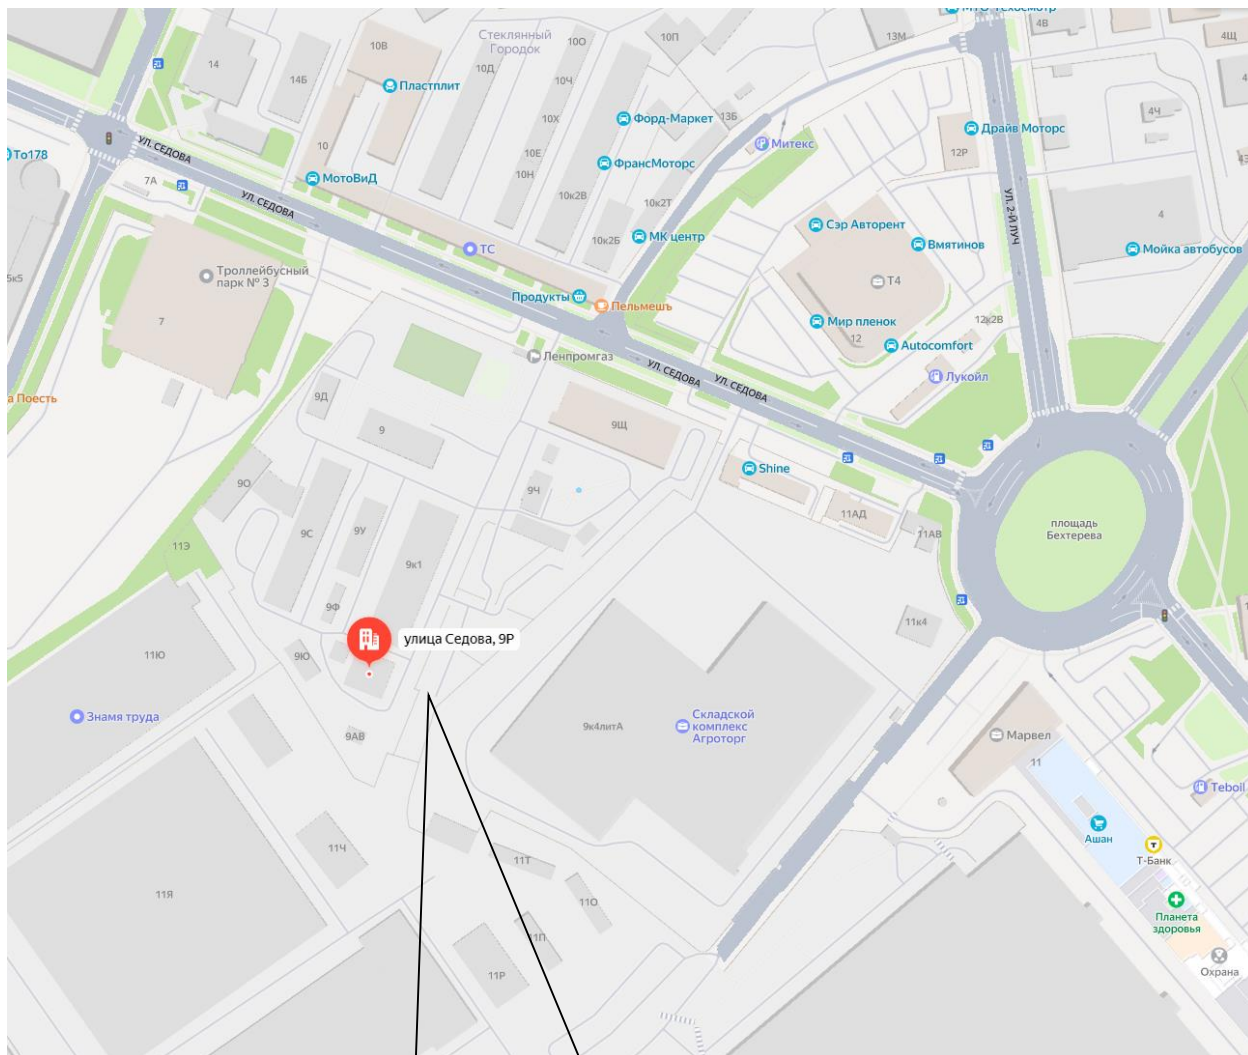 МТО Техосмотр
4В
4Щ
10В
Стеклянный
Городок
10О
10П
13М
14
14Б
10Д
10Ч
Пластплит
4Ч
Форд-Маркет
13Б
Митекс
Драйв Моторс
12Р
То178
УЛ. СЕДОВА
10
10Х
10Е
10Н
ФрансМоторс
МотоВиД
7А
УЛ. СЕДОВА
10к2В
10к2Т
УЛ. 2-Й ЛУЧ
4
10к2Б
МК центр
Сэр Авторент
Вмятинов
Мойка автобусов
ТС
Троллейбусный
парк № 3
5к5
7
Т4
Продукты
Пельмешъ
Мир пленок
12
12к2В
Autocomfort
Ленпромгаз
УЛ. СЕДОВА
УЛ. СЕДОВА
Лукойл
а Поесть
9Д
9
9Щ
Shine
9О
9Ч
11АД
площадь
Бехтерева
9С
9У
11АВ
11Э
9к1
9Ф
улица Седова, 9Р
11к4
11Ю
9Ю
Знамя труда
9АВ
9к4литА
Складской
комплекс
Агроторг
Марвел
11
Teboil
Ашан
11Ч
11Т
Т-Банк
11Я
11О
Планета
здоровья
11П
11Р
Охрана